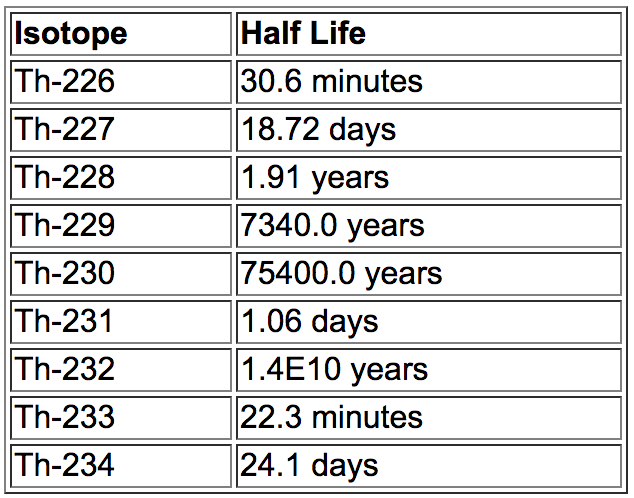 Isotope Half Life
Th-226 30.6 minutes
Th-227 18.72 days
Th-228 1.91 years
Th-229 7340.0 years
Th-230 75400.0 years
Th-231 1.06 days
Th-232 1.4E10 years
Th-233 22.3 minutes
Th-234 24.1 days